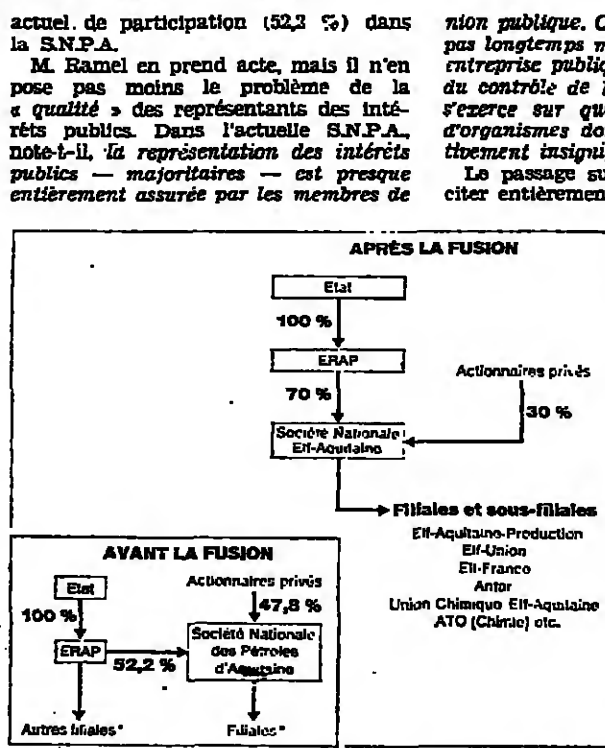 actuel de participation (52,2 %) dans
la S.N.P.A.
M. Ramel en prend acte, mais il n'en
pose pas moins le problème de la
« qualité » des représentants des inté-
rêts publics. Dans l'actuelle S.N.P.A.,
note-t-il, la représentation des intérêts
publics — majoritaires — est presque
entièrement assurée par les membres de
nion publique. C
pas longtemps
entreprise publiq
du contrôle de
s'exerce sur qu
d'organismes do
tivement insigni
Le passage su
citer entièremen
APRÈS LA FUSION
Etat
100 %
ERAP
70 %
Actionnaires privés
30 %
Société Nationale
Elf-Aquitaine
Filiales et sous-filiales
Elf-Aquitaine-Production
Elf-Union
Elf-France
Antar
Union Chimique Elf-Aquitaine
ATO (Chimie) etc.
AVANT LA FUSION
Etat
100 %
ERAP
52,2 %
Actionnaires privés
47,8 %
Société Nationale
des Pétroles
d'Aquitaine
Autres filiales*
Filiales*